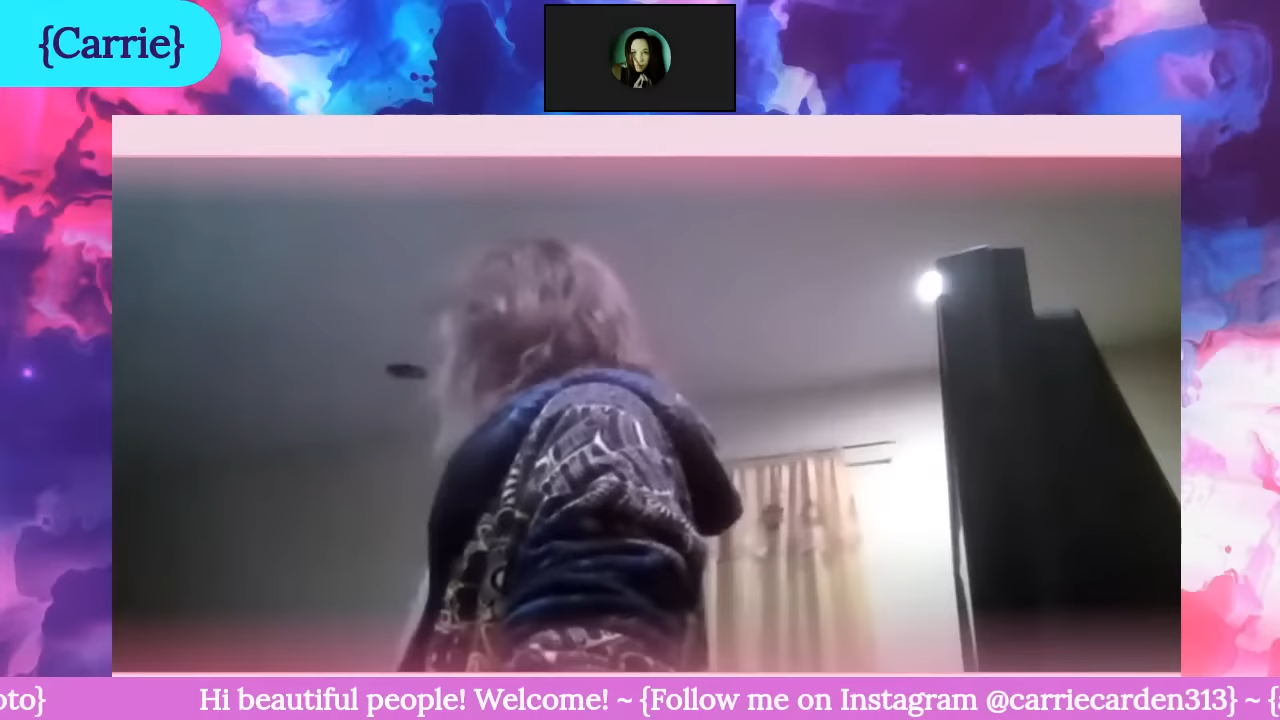 {Carrie}
oto} Hi beautiful people! Welcome! ~ {Follow me on Instagram @carriecarden313} ~ {